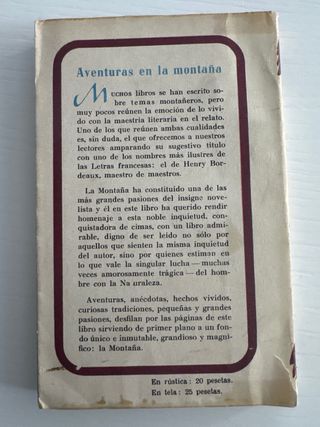 Aventuras en la montaña
MUCHOS libros se han escrito so-
bre temas montañeros, pero
muy pocos reúnen la emoción de lo vivi-
do con la maestría literaria en el relato.
Uno de los que reúnen ambas cualidades
es, sin duda, el que ofrecemos a nuestros
lectores amparando su sugestivo título
con uno de los nombres más ilustres de
las Letras francesas: el de Henry Bor-
deaux, maestro de maestros.
La Montaña ha constituido una de las
más grandes pasiones del insigne nove-
lista y él en este libro ha querido rendir
homenaje a esta noble inquietud, con-
quistadora de cimas, con un libro admi-
rable, digno de ser leído no sólo por
aquellos que sienten la misma inquietud
del autor, sino por quienes estiman en
lo que vale la singular lucha — muchas
veces amorosamente trágica — del hom-
bre con la Na uraleza.
Aventuras, anécdotas, hechos vividos,
curiosas tradiciones, pequeñas y grandes
pasiones, desfilan por las páginas de este
libro sirviendo de primer plano a un fon-
do único e inmutable, grandioso y magní-
fico: la Montaña.
En rústica: 20 pesetas.
En tela: 25 pesetas.